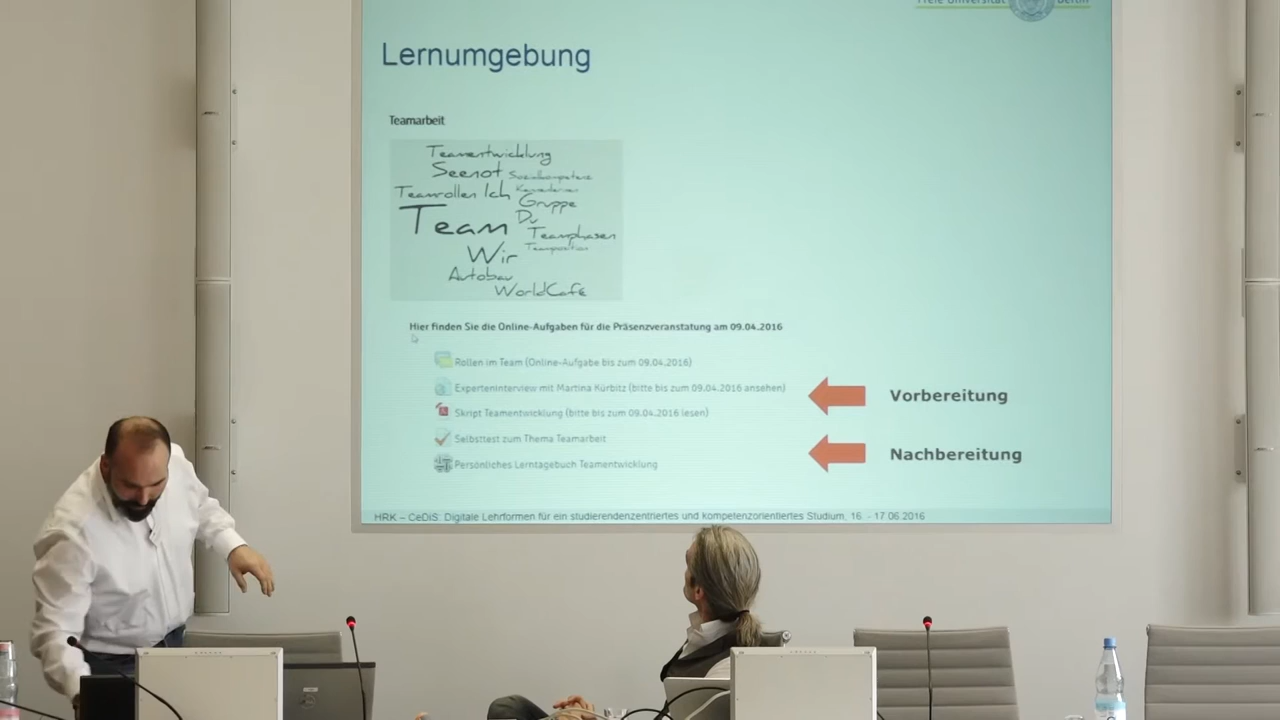 Freie Universität Berlin
Lernumgebung
Teamarbeit
Teamentwicklung
Seenot Sozialkompetenz
Teamrollen Ich Kennenlernen
Gruppe
Team Du
Teamphasen
Wir Teamposition
Autobau
WorldCafé
Hier finden Sie die Online-Aufgaben für die Präsenzveranstatung am 09.04.2016
Rollen im Team (Online-Aufgabe bis zum 09.04.2016)
Experteninterview mit Martina Kürbitz (bitte bis zum 09.04.2016 ansehen)
Vorbereitung
Skript Teamentwicklung (bitte bis zum 09.04.2016 lesen)
Selbsttest zum Thema Teamarbeit
Nachbereitung
Persönliches Lerntagebuch Teamentwicklung
HRK – CeDiS: Digitale Lehrformen für ein studierendenzentriertes und kompetenzorientiertes Studium, 16. - 17.06.2016